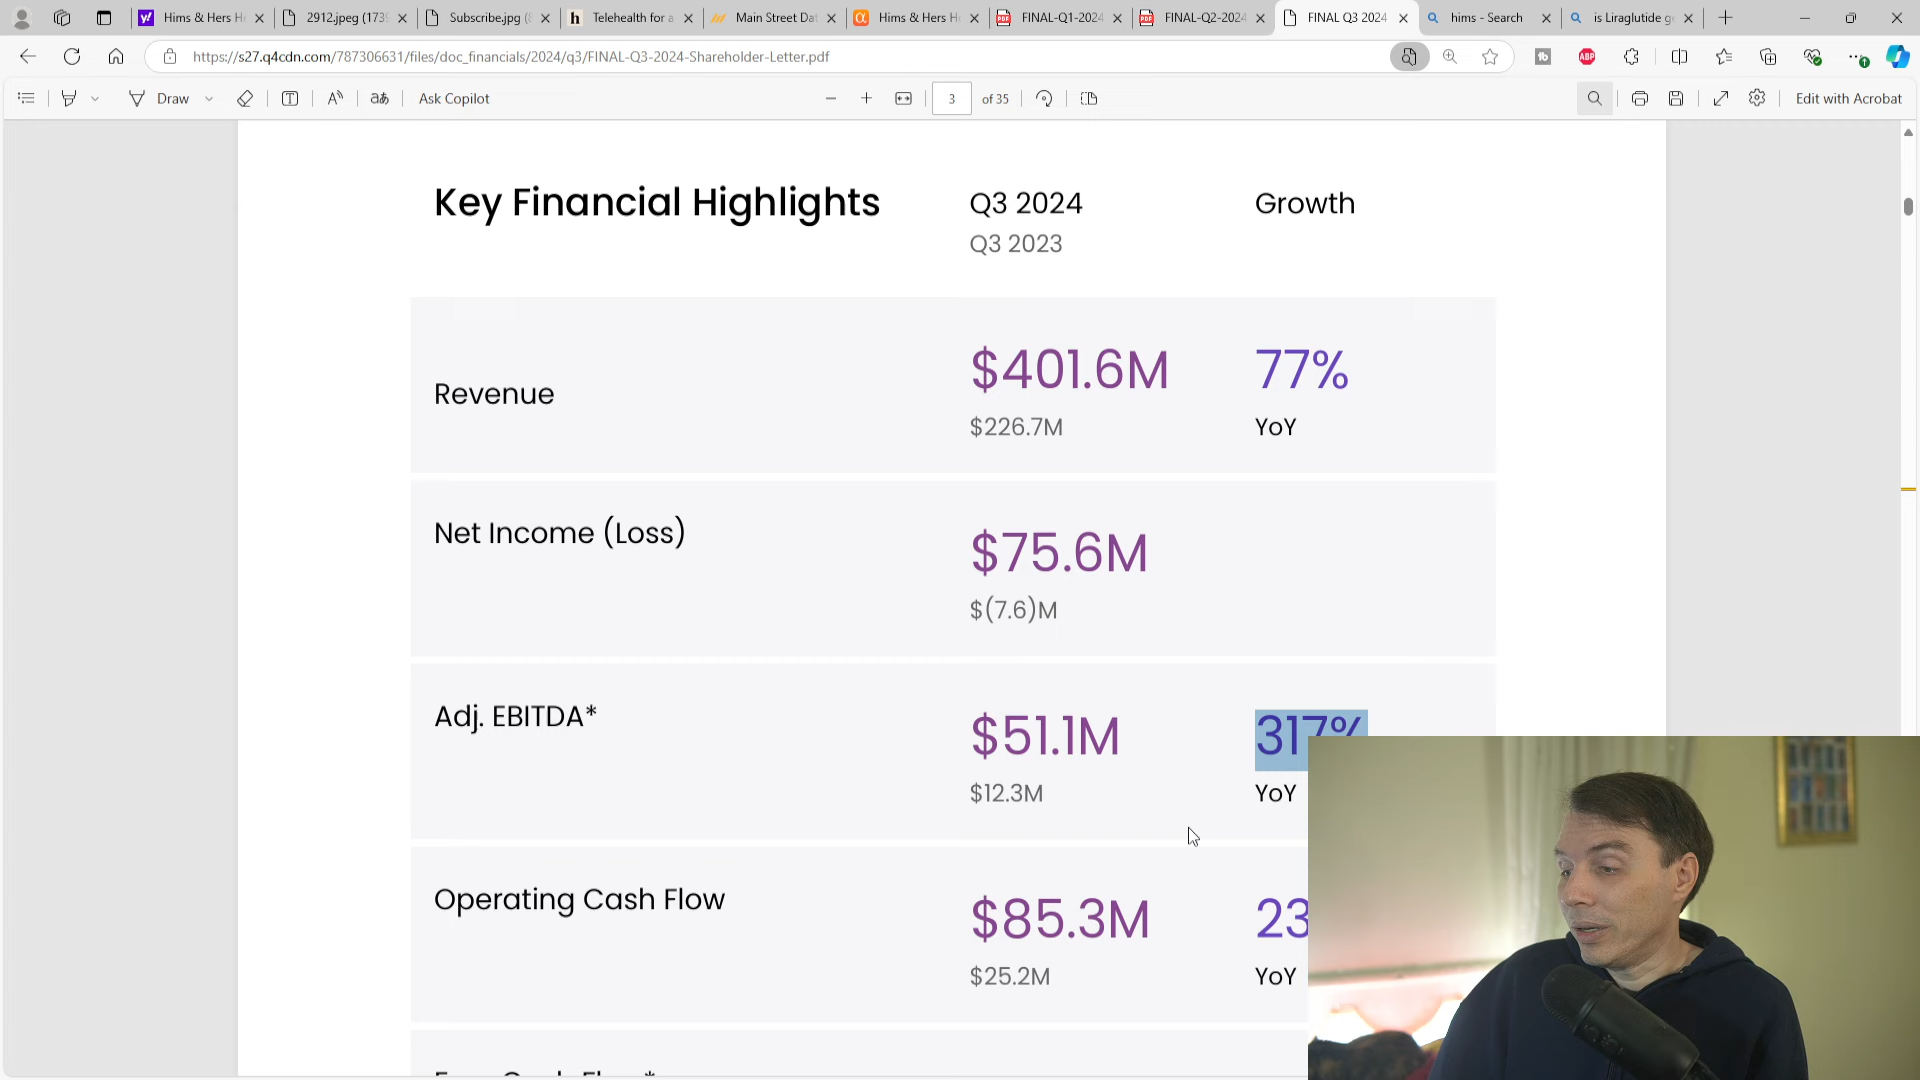 Hims & Hers H
2912.jpeg (173
Subscribe.jpg (
Telehealth for a
Main Street Da
Hims & Hers H
FINAL-Q1-2024
FINAL-Q2-2024
FINAL Q3 2024
hims - Search
is Liraglutide g
https://s27.q4cdn.com/787306631/files/doc_financials/2024/q3/FINAL-Q3-2024-Shareholder-Letter.pdf
ABP
Draw
Ask Copilot
3 of 35
Edit with Acrobat
Key Financial Highlights
Q3 2024
Growth
Q3 2023
Revenue
$401.6M
77%
$226.7M
YoY
Net Income (Loss)
$75.6M
$(7.6)M
Adj. EBITDA*
$51.1M
317%
$12.3M
YoY
Operating Cash Flow
$85.3M
23
$25.2M
YoY